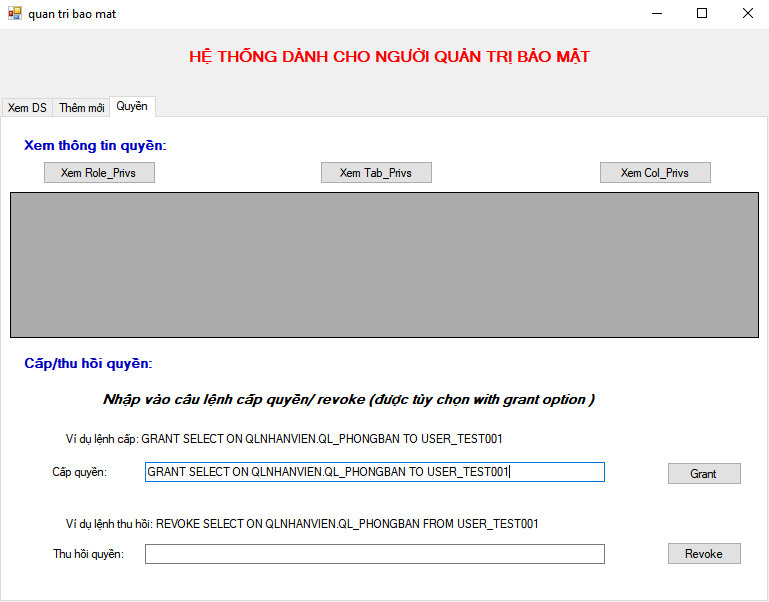 quan tri bao mat
HỆ THỐNG DÀNH CHO NGƯỜI QUẢN TRỊ BẢO MẬT
Xem DS Thêm mới Quyền
Xem thông tin quyền:
Xem Role_Privs Xem Tab_Privs Xem Col_Privs
Cấp/thu hồi quyền:
Nhập vào câu lệnh cấp quyền/ revoke (được tùy chọn with grant option )
Ví dụ lệnh cấp: GRANT SELECT ON QLNHANVIEN.QL_PHONGBAN TO USER_TEST001
Cấp quyền: GRANT SELECT ON QLNHANVIEN.QL_PHONGBAN TO USER_TEST001 Grant
Ví dụ lệnh thu hồi: REVOKE SELECT ON QLNHANVIEN.QL_PHONGBAN FROM USER_TEST001
Thu hồi quyền: Revoke